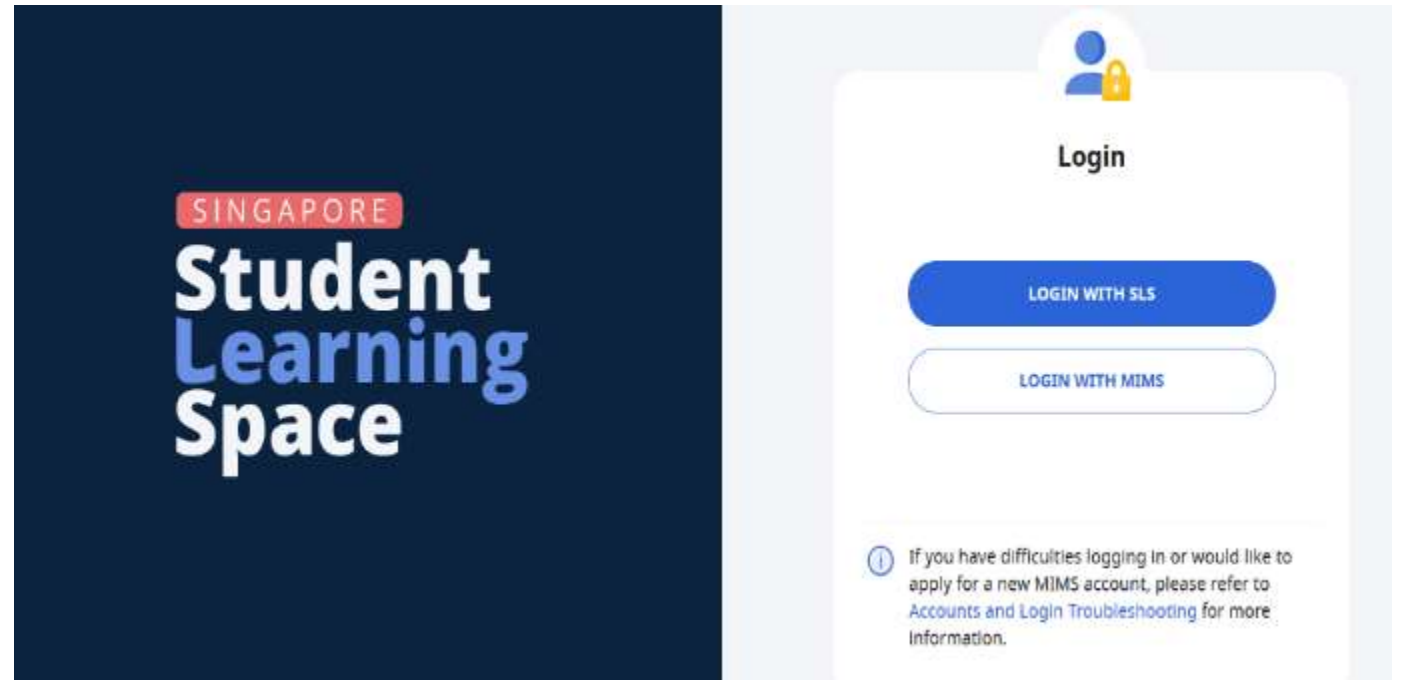 SINGAPORE
Student
Learning
Space
Login
LOGIN WITH SLS
LOGIN WITH MIMS
If you have difficulties logging in or would like to
apply for a new MIMS account, please refer to
Accounts and Login Troubleshooting for more
information.